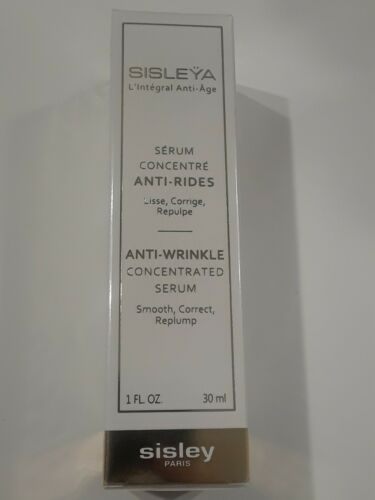 SISLEŸA
L'Intégral Anti-Âge
SÉRUM
CONCENTRÉ
ANTI-RIDES
Lisse, Corrige,
Repulpe
ANTI-WRINKLE
CONCENTRATED
SERUM
Smooth, Correct,
Replump
1 FL. OZ. 30 ml
sisley
PARIS